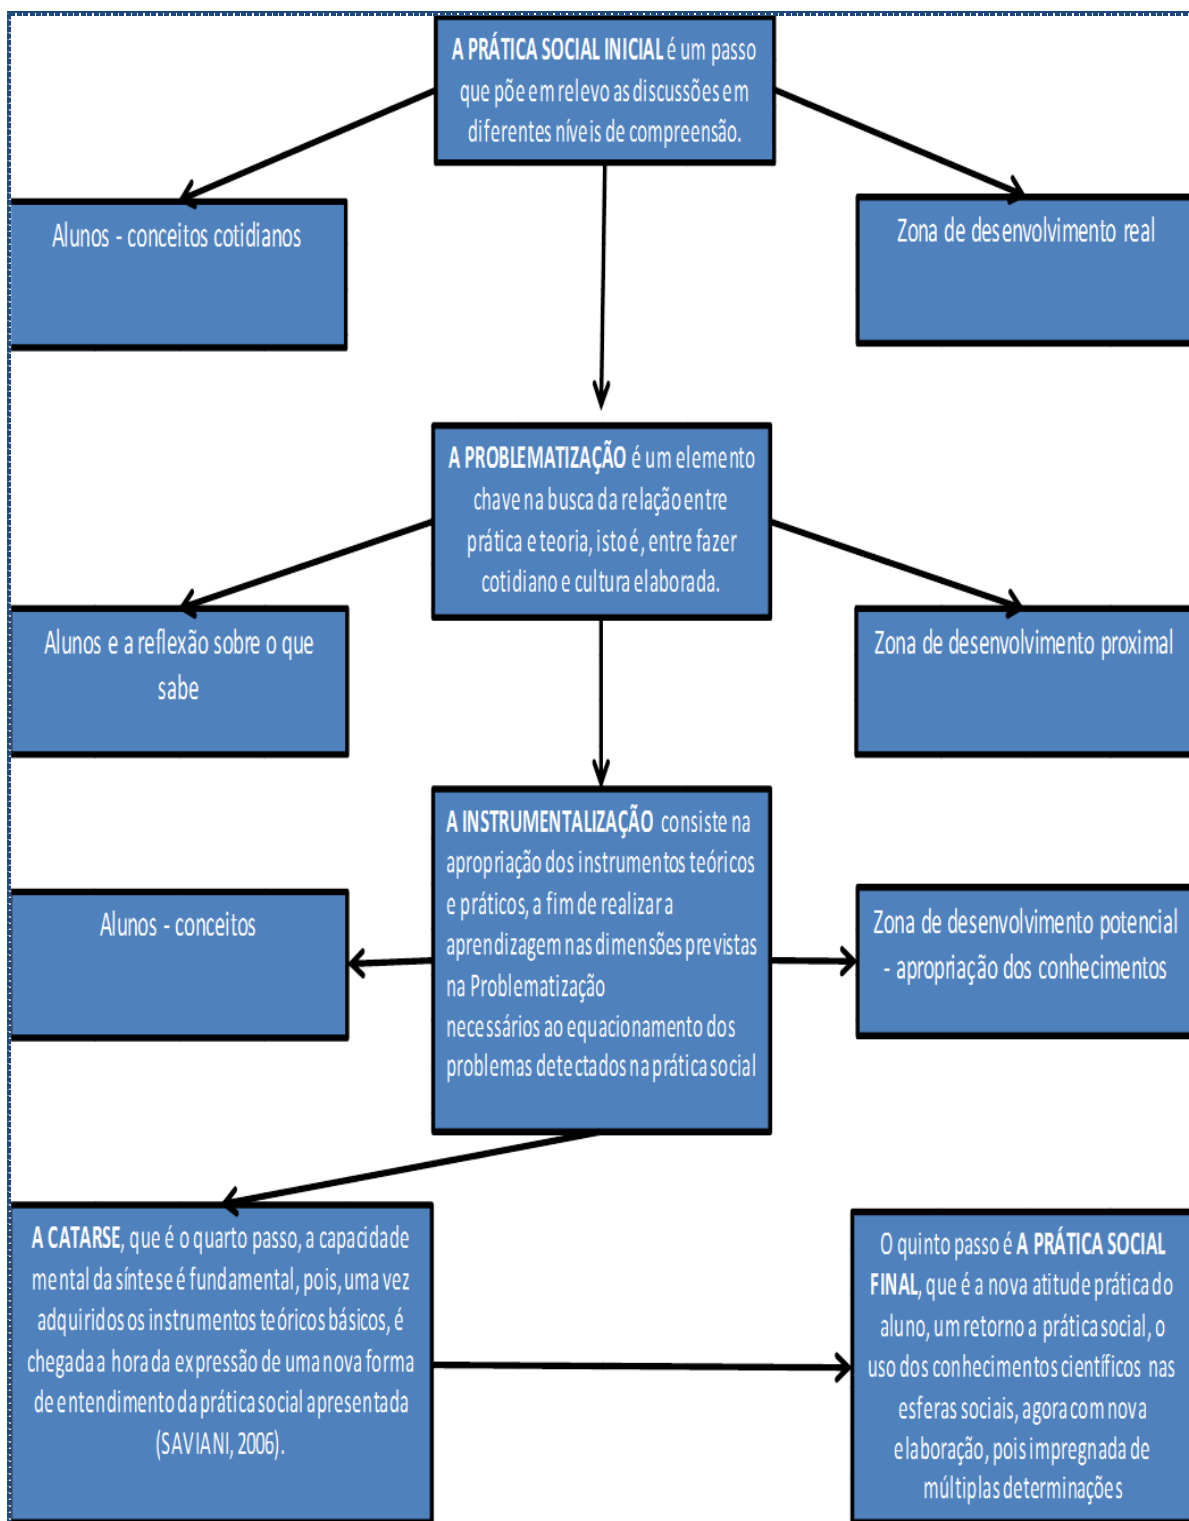 A PRÁTICA SOCIAL INICIAL é um passo
que põe em relevo as discussões em
diferentes níveis de compreensão.
Alunos - conceitos cotidianos
Zona de desenvolvimento real
A PROBLEMATIZAÇÃO é um elemento
chave na busca da relação entre
prática e teoria, isto é, entre fazer
cotidiano e cultura elaborada.
Alunos e a reflexão sobre o que
sabe
Zona de desenvolvimento proximal
A INSTRUMENTALIZAÇÃO consiste na
apropriação dos instrumentos teóricos
e práticos, a fim de realizar a
aprendizagem nas dimensões previstas
na Problematização
necessários ao equacionamento dos
problemas detectados na prática social
Alunos - conceitos
Zona de desenvolvimento potencial
- apropriação dos conhecimentos
A CATARSE, que é o quarto passo, a capacidade
mental da síntese é fundamental, pois, uma vez
adquiridos os instrumentos teóricos básicos, é
chegada a hora da expressão de uma nova forma
de entendimento da prática social apresentada
(SAVIANI, 2006).
O quinto passo é A PRÁTICA SOCIAL
FINAL, que é a nova atitude prática do
aluno, um retorno a prática social, o
uso dos conhecimentos científicos nas
esferas sociais, agora com nova
elaboração, pois impregnada de
múltiplas determinações